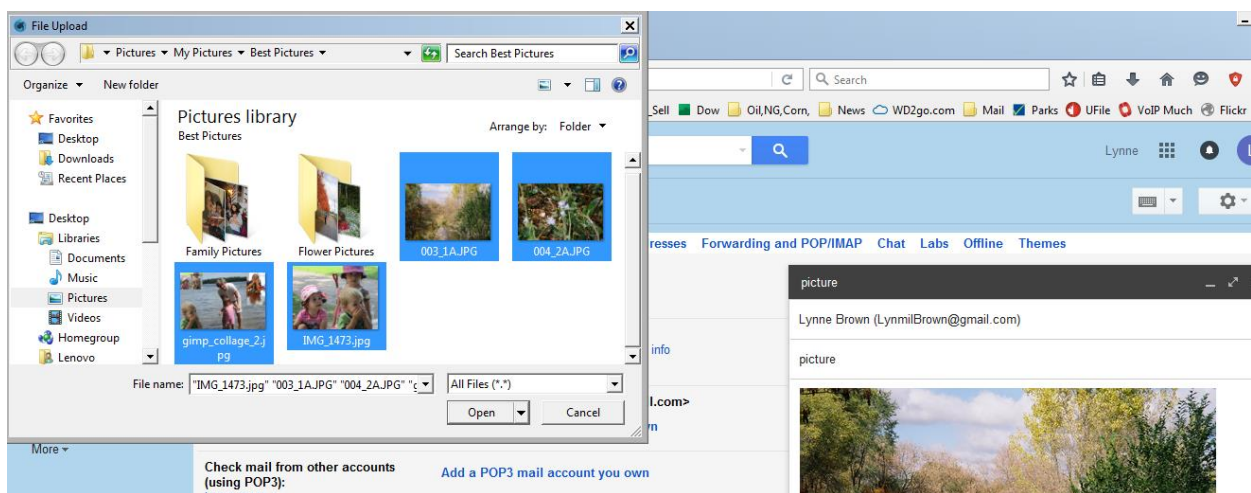 File Upload
Pictures My Pictures Best Pictures
Search Best Pictures
Organize New folder
Favorites
Desktop
Downloads
Recent Places
Desktop
Libraries
Documents
Music
Pictures
Videos
Homegroup
Lenovo
Pictures library
Best Pictures
Arrange by: Folder
Family Pictures
Flower Pictures
003_1A.JPG
004_2A.JPG
gimp_collage_2.j
pg
IMG_1473.jpg
File name: "IMG_1473.jpg" "003_1A.JPG" "004_2A.JPG" "g
All Files (*.*)
Open
Cancel
Search
_Sell Dow Oil,NG,Corn, News WD2go.com Mail Parks UFile VoIP Much Flickr
Lynne
L
resses Forwarding and POP/IMAP Chat Labs Offline Themes
info
l.com>
vn
picture
Lynne Brown (LynmilBrown@gmail.com)
picture
More
Check mail from other accounts
(using POP3):
Add a POP3 mail account you own